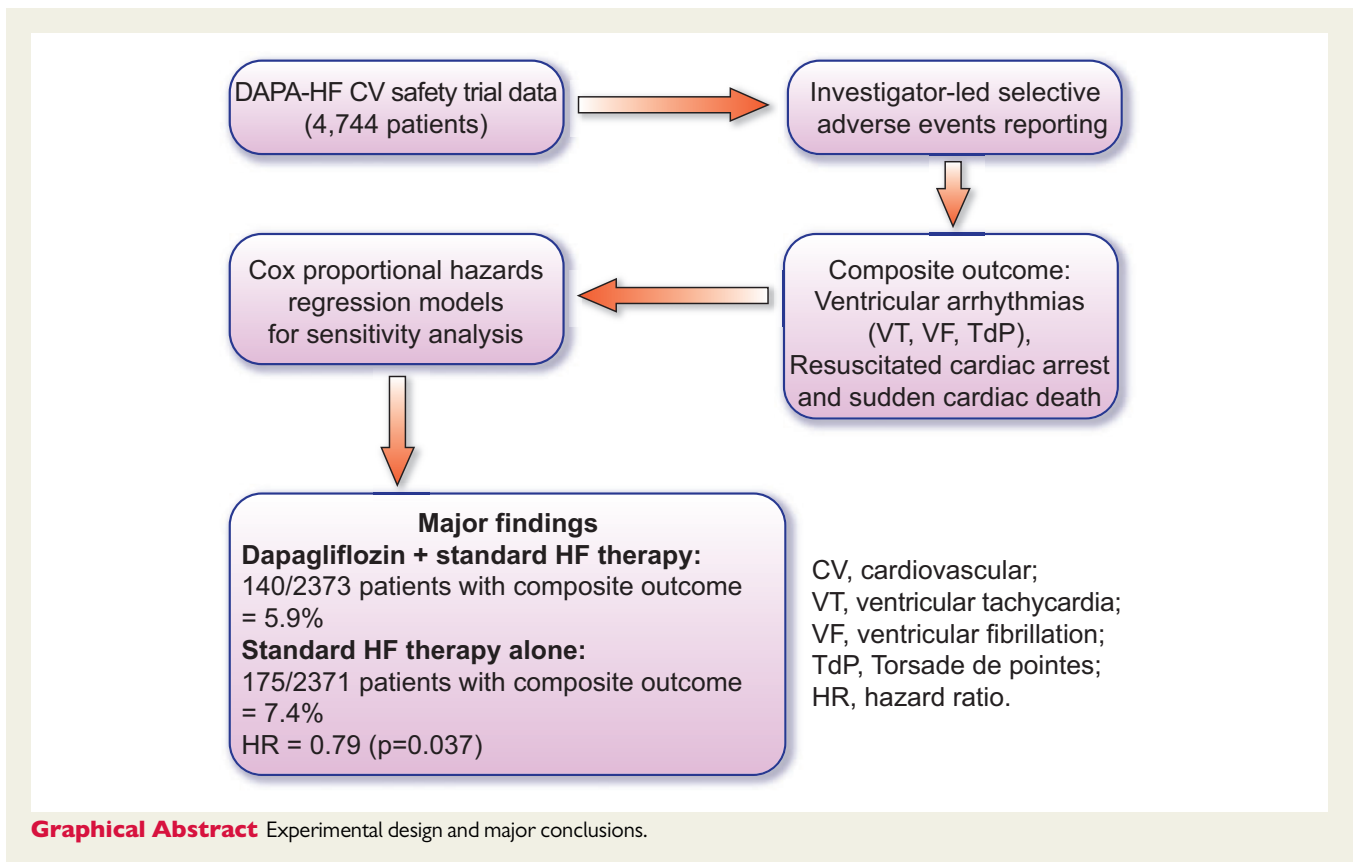 DAPA-HF CV safety trial data
(4,744 patients)
Investigator-led selective
adverse events reporting
Composite outcome:
Ventricular arrhythmias
(VT, VF, TdP),
Resuscitated cardiac arrest
and sudden cardiac death
Cox proportional hazards
regression models
for sensitivity analysis
Major findings
Dapagliflozin + standard HF therapy:
140/2373 patients with composite outcome
= 5.9%
Standard HF therapy alone:
175/2371 patients with composite outcome
= 7.4%
HR = 0.79 (p=0.037)
CV, cardiovascular;
VT, ventricular tachycardia;
VF, ventricular fibrillation;
TdP, Torsade de pointes;
HR, hazard ratio.
Graphical Abstract Experimental design and major conclusions.